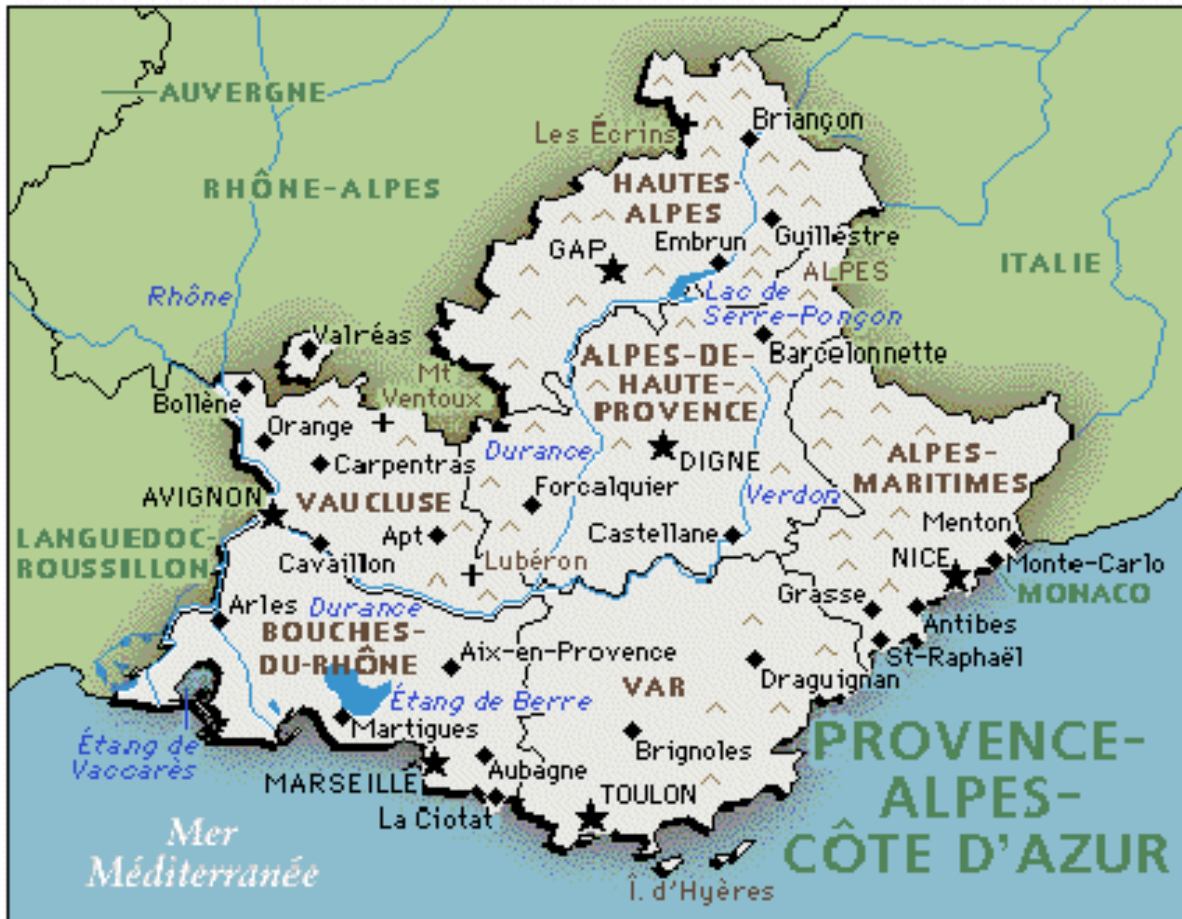 AUVERGNE
RHÔNE-ALPES
Les Écrins
Briançon
HAUTES-
ALPES
GAP
Embrun
Guillestre
ALPES
ITALIE
Rhône
Lac de
Serre-Ponçon
Valréas
Barcelonnette
Mt
Ventoux
ALPES-DE-
HAUTE-
PROVENCE
Bollène
Orange
Carpentras
Durance
DIGNE
ALPES-
MARITIMES
AVIGNON
VAUCLUSE
Forcalquier
Verdon
LANGUEDOC-
ROUSSILLON
Cavaillon
Apt
Lubéron
Castellane
Menton
NICE
Monte-Carlo
MONACO
Grasse
Antibes
St-Raphaël
Arles
Durance
BOUCHES-
DU-RHÔNE
Aix-en-Provence
VAR
Draguignan
Étang de Berre
Martigues
Brignoles
Étang de
Vaccarès
MARSEILLE
Aubagne
La Ciotat
TOULON
Î. d'Hyères
Mer
Méditerranée
PROVENCE-
ALPES-
CÔTE D'AZUR